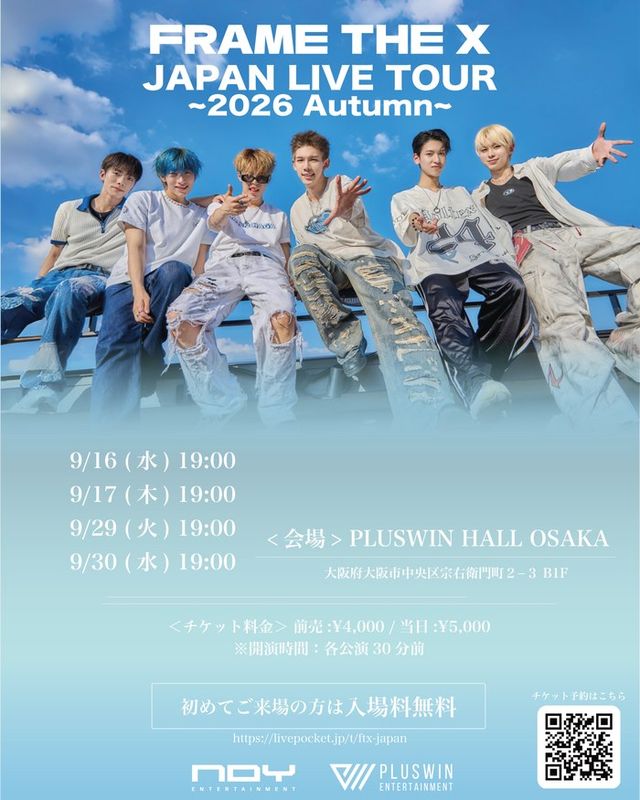 FRAME THE X
JAPAN LIVE TOUR
~2026 Autumn~
9/16 (水) 19:00
9/17 (木) 19:00
9/29 (火) 19:00
9/30 (水) 19:00
<会場> PLUSWIN HALL OSAKA
大阪府大阪市中央区宗右衛門町2−3 B1F
<チケット料金> 前売:¥4,000 / 当日:¥5,000
※開演時間：各公演30分前
初めてご来場の方は入場料無料
https://livepocket.jp/t/ftx-japan
チケット予約はこちら
NOY
ENTERTAINMENT
PLUSWIN
ENTERTAINMENT